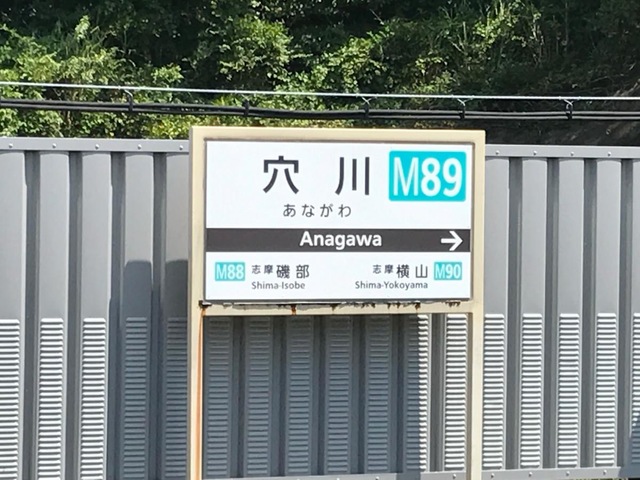 穴川 M89
あながわ
Anagawa →
M88 志摩磯部 志摩横山 M90
Shima-Isobe Shima-Yokoyama